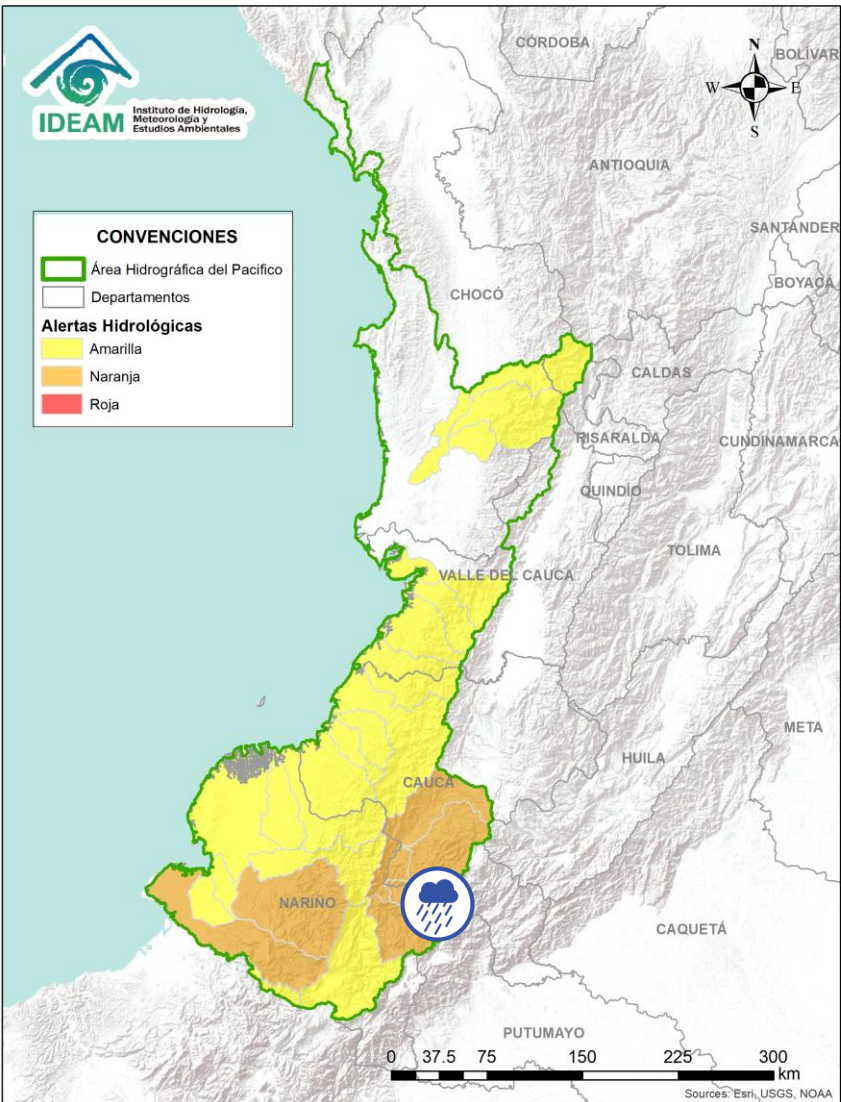 IDEAM
Instituto de Hidrología,
Meteorología y
Estudios Ambientales
CÓRDOBA
N
BOLÍVAR
W
E
S
ANTIOQUIA
CONVENCIONES
Área Hidrográfica del Pacifico
Departamentos
Alertas Hidrológicas
Amarilla
Naranja
Roja
SANTANDER
BOYACÁ
CHOCÓ
CALDAS
RISARALDA
CUNDINAMARCA
QUINDÍO
TOLIMA
VALLE DEL CAUCA
META
HUILA
CAUCA
NARIÑO
CAQUETÁ
PUTUMAYO
0 37.5 75 150 225 300
km
Sources: Esri, USGS, NOAA